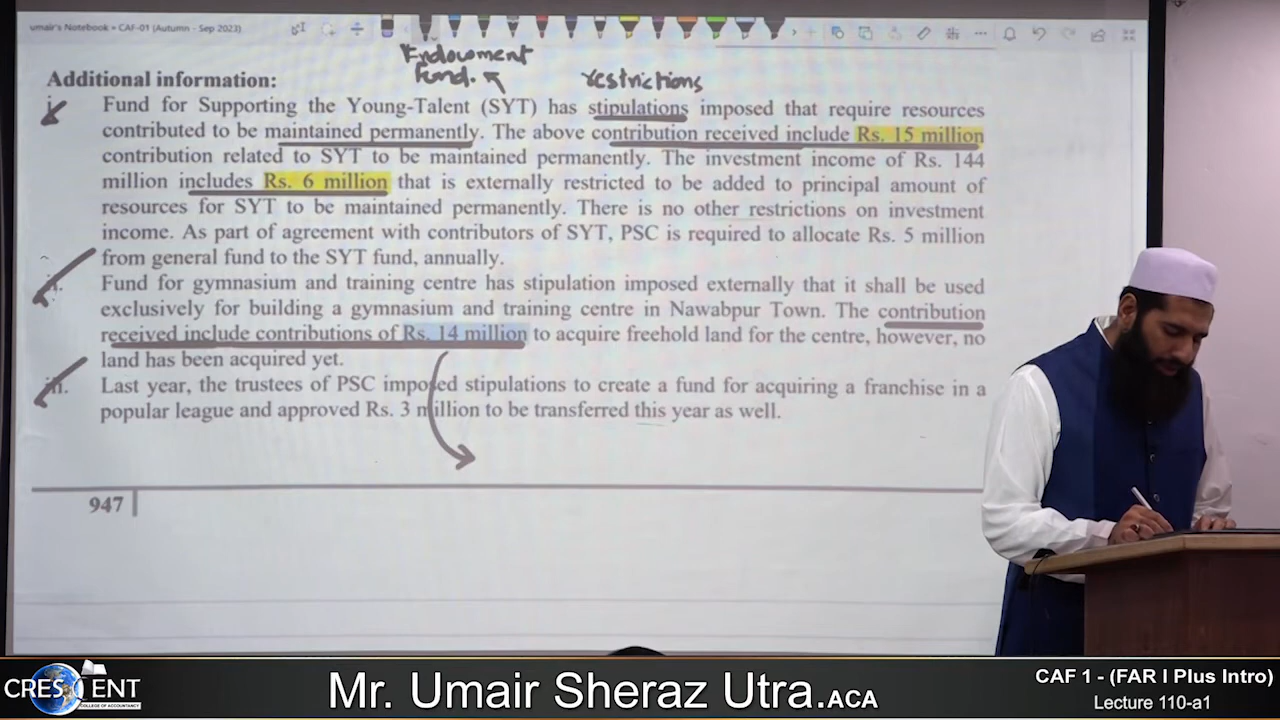 umair's Notebook = CAF-01 (Autumn - Sep 2023)
Endowment
fund.
restrictions
Additional information:
Fund for Supporting the Young-Talent (SYT) has stipulations imposed that require resources
contributed to be maintained permanently. The above contribution received include Rs. 15 million
contribution related to SYT to be maintained permanently. The investment income of Rs. 144
million includes Rs. 6 million that is externally restricted to be added to principal amount of
resources for SYT to be maintained permanently. There is no other restrictions on investment
income. As part of agreement with contributors of SYT, PSC is required to allocate Rs. 5 million
from general fund to the SYT fund, annually.
Fund for gymnasium and training centre has stipulation imposed externally that it shall be used
exclusively for building a gymnasium and training centre in Nawabpur Town. The contribution
received include contributions of Rs. 14 million to acquire freehold land for the centre, however, no
land has been acquired yet.
iii. Last year, the trustees of PSC imposed stipulations to create a fund for acquiring a franchise in a
popular league and approved Rs. 3 million to be transferred this year as well.
947
CRESCENT
COLLEGE OF ACCOUNTANCY
Mr. Umair Sheraz Utra.ACA
CAF 1 - (FAR I Plus Intro)
Lecture 110-a1